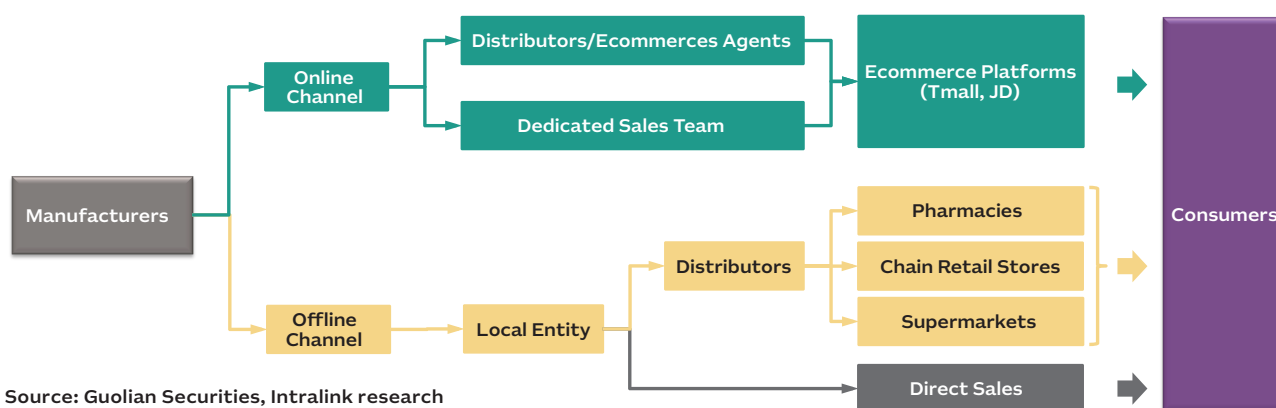 Distributors/Ecommerces Agents
Online
Channel
Ecommerce Platforms
(Tmall, JD)
Dedicated Sales Team
Manufacturers
Pharmacies
Consumers
Distributors
Chain Retail Stores
Offline
Channel
Local Entity
Supermarkets
Direct Sales
Source: Guolian Securities, Intralink research